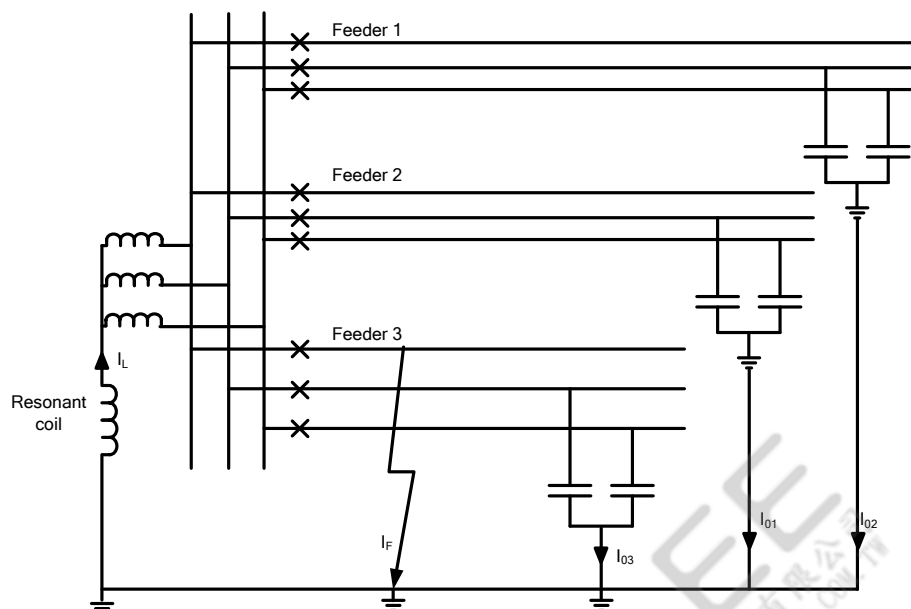 Feeder 1
Feeder 2
Feeder 3
I_L
Resonant
coil
I_F
I_03
I_01
I_02